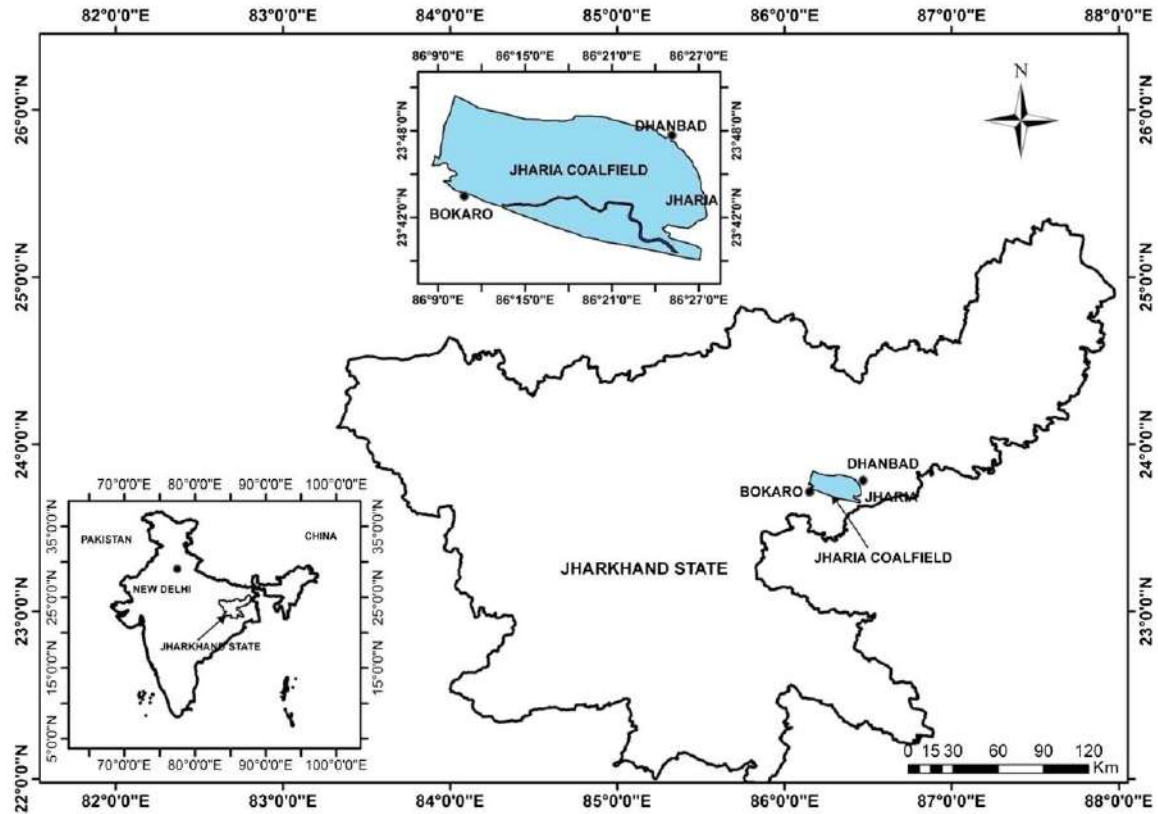 82°0'0"E 83°0'0"E 84°0'0"E 85°0'0"E 86°0'0"E 87°0'0"E 88°0'0"E
86°9'0"E 86°15'0"E 86°21'0"E 86°27'0"E
N
26°0'0"N
26°0'0"N
23°48'0"N
DHANBAD
23°48'0"N
JHARIA COALFIELD
JHARIA
BOKARO
23°42'0"N
23°42'0"N
86°9'0"E 86°15'0"E 86°21'0"E 86°27'0"E
25°0'0"N
25°0'0"N
24°0'0"N
24°0'0"N
DHANBAD
BOKARO
JHARIA
JHARIA COALFIELD
JHARKHAND STATE
70°0'0"E 80°0'0"E 90°0'0"E 100°0'0"E
35°0'0"N
PAKISTAN
CHINA
35°0'0"N
NEW DELHI
25°0'0"N
25°0'0"N
JHARKHAND STATE
15°0'0"N
15°0'0"N
5°0'0"N
5°0'0"N
70°0'0"E 80°0'0"E 90°0'0"E 100°0'0"E
23°0'0"N
23°0'0"N
0 15 30 60 90 120
Km
22°0'0"N
22°0'0"N
82°0'0"E 83°0'0"E 84°0'0"E 85°0'0"E 86°0'0"E 87°0'0"E 88°0'0"E